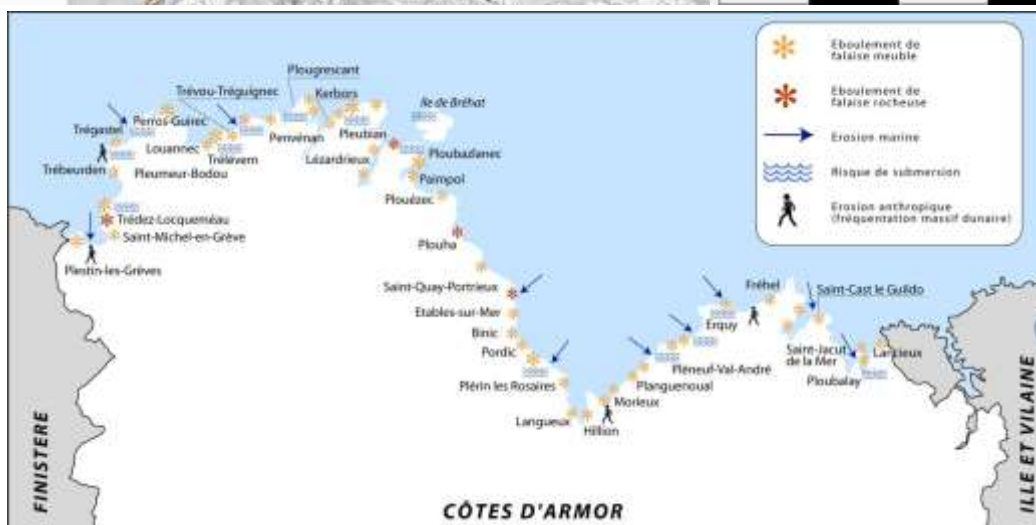 Eboulement de
falaise meuble
Eboulement de
falaise rocheuse
Erosion marine
Risque de submersion
Erosion anthropique
(fréquentation massif dunaire)
Plougrescant
Trévou-Tréguignec
Kerbors
Ile de Bréhat
Perros-Guirec
Trégastel
Penvénan
Pleubian
Louannec
Trélévern
Lézardrieux
Ploubazlanec
Trébeurden
Pleumeur-Bodou
Paimpol
Plouézec
Trédez-Locquemeau
Saint-Michel-en-Grève
Plouha
Plestin-les-Grèves
Saint-Quay-Portrieux
Fréhel
Saint-Cast le Guildo
Etables-sur-Mer
Erquy
Binic
Saint-Jacut
de la Mer
Lancieux
Pordic
Pléneuf-Val-André
Ploubalay
Plérin les Rosaires
Planguenoual
Morieux
Langueux
Hillion
FINISTERE
CÔTES D'ARMOR
ILLE ET VILAINE